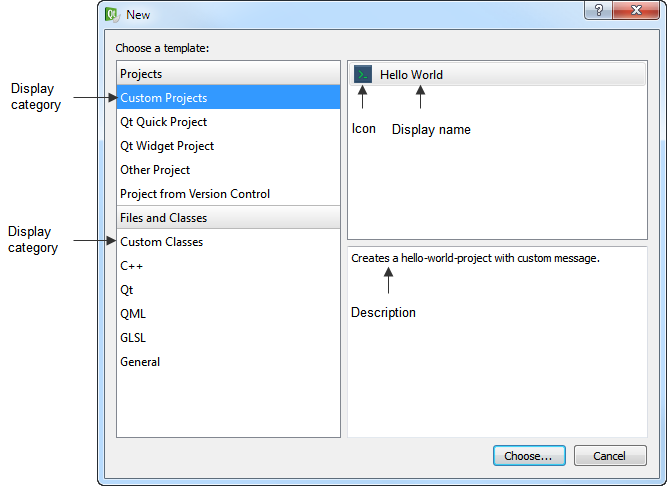 New
Choose a template:
Projects
Custom Projects
Qt Quick Project
Qt Widget Project
Other Project
Project from Version Control
Files and Classes
Custom Classes
C++
Qt
QML
GLSL
General
Display
category
Display
category
Hello World
Icon
Display name
Creates a hello-world-project with custom message.
Description
Choose...
Cancel